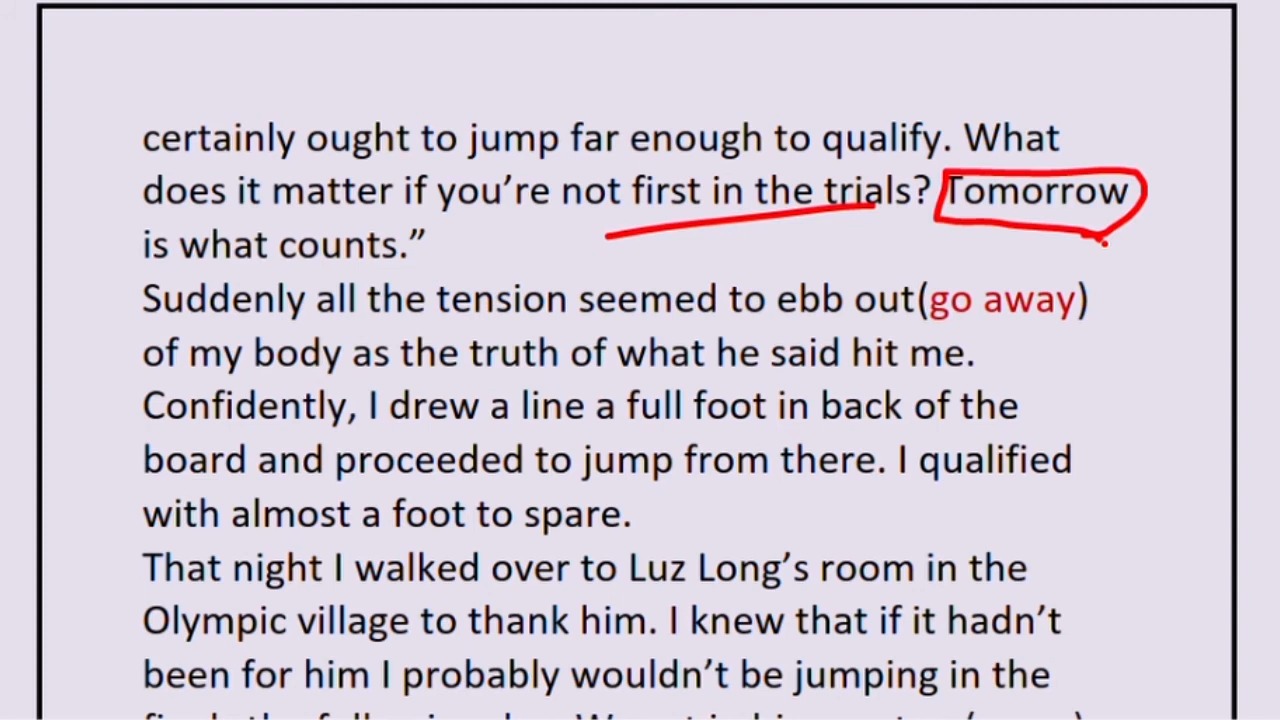 certainly ought to jump far enough to qualify. What
does it matter if you’re not first in the trials? Tomorrow
is what counts.”
Suddenly all the tension seemed to ebb out(go away)
of my body as the truth of what he said hit me.
Confidently, I drew a line a full foot in back of the
board and proceeded to jump from there. I qualified
with almost a foot to spare.
That night I walked over to Luz Long’s room in the
Olympic village to thank him. I knew that if it hadn’t
been for him I probably wouldn’t be jumping in the